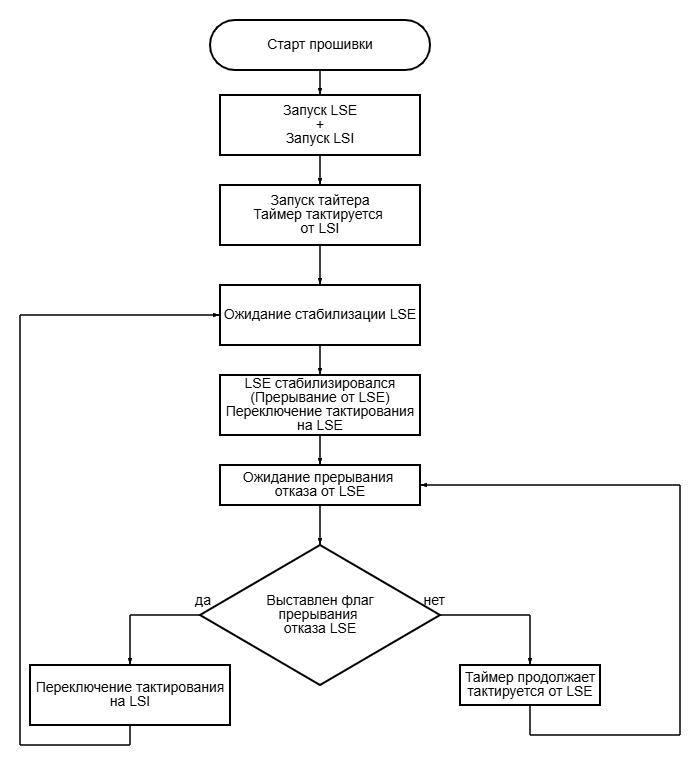 Старт прошивки
Запуск LSE
+
Запуск LSI
Запуск тайтера
Таймер тактируется
от LSI
Ожидание стабилизации LSE
LSE стабилизировался
(Прерывание от LSE)
Переключение тактирования
на LSE
Ожидание прерывания
отказа от LSE
да
Выставлен флаг
прерывания
отказа LSE
нет
Переключение тактирования
на LSI
Таймер продолжает
тактируется от LSE